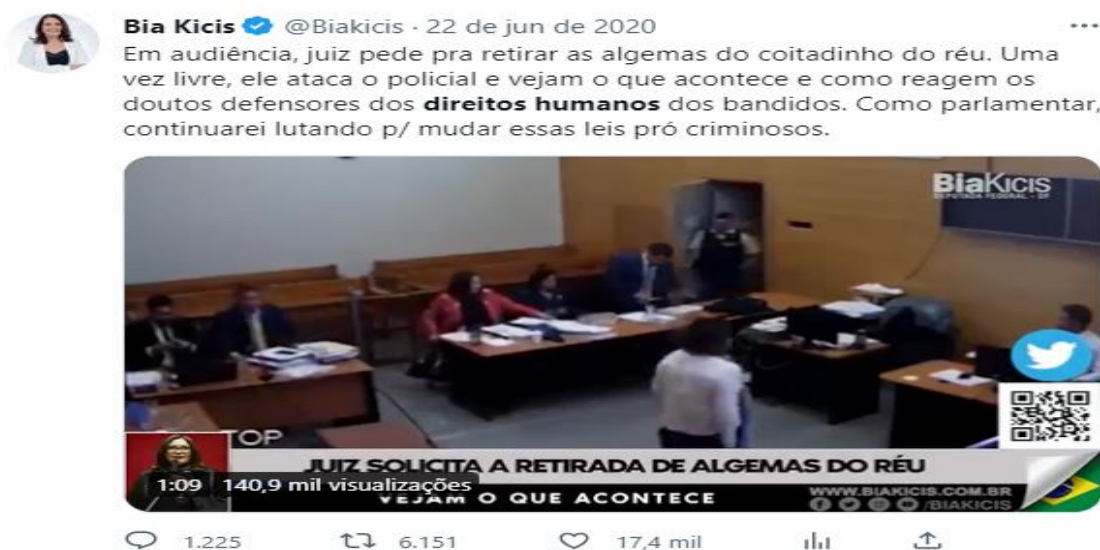 Bia Kicis @Biakicis · 22 de jun de 2020
Em audiência, juiz pede pra retirar as algemas do coitadinho do réu. Uma
vez livre, ele ataca o policial e vejam o que acontece e como reagem os
doutos defensores dos direitos humanos dos bandidos. Como parlamentar,
continuarei lutando p/ mudar essas leis pró criminosos.
BiaKicis
DEPUTADA FEDERAL - DF
TOP
JUIZ SOLICITA A RETIRADA DE ALGEMAS DO RÉU
1:09 140,9 mil visualizações
VEJAM O QUE ACONTECE
WWW.BIAKICIS.COM.BR
/BIAKICIS
1.225 6.151 17,4 mil